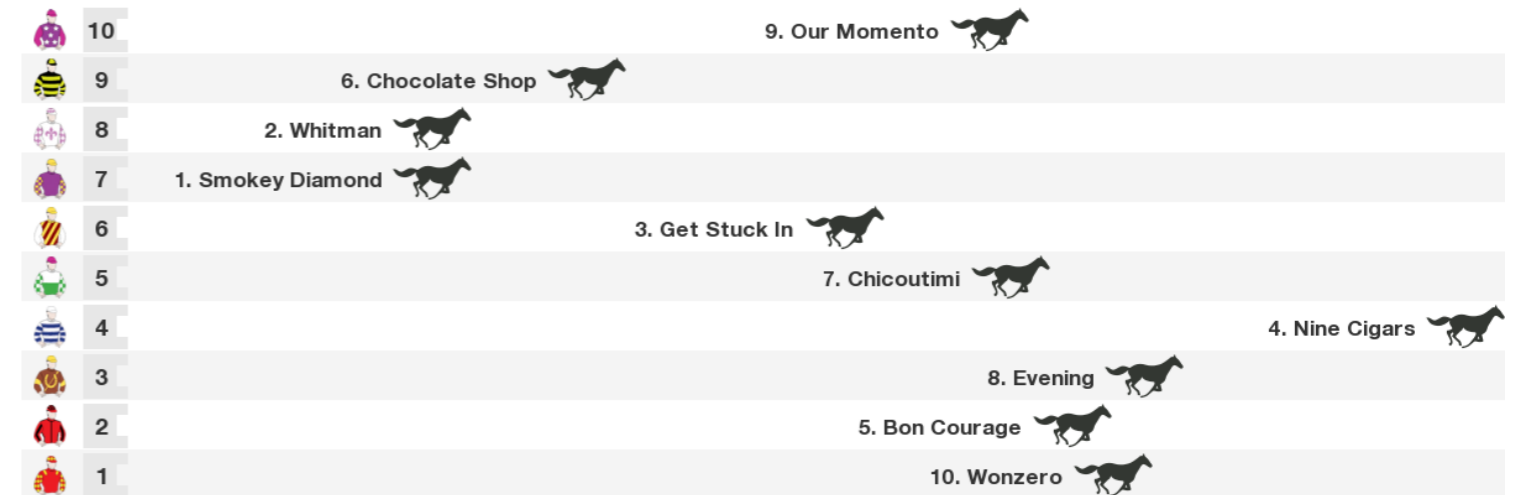 10 9. Our Momento
9 6. Chocolate Shop
8 2. Whitman
7 1. Smokey Diamond
6 3. Get Stuck In
5 7. Chicoutimi
4 4. Nine Cigars
3 8. Evening
2 5. Bon Courage
1 10. Wonzero